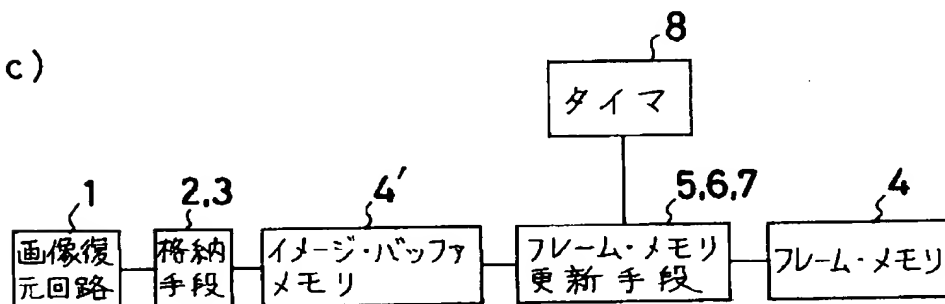 8
c)
タイマ
1
2,3
4′
5,6,7
4
画像復
元回路
格納
手段
イメージ・バッファ
メモリ
フレーム・メモリ
更新手段
フレーム・メモリ